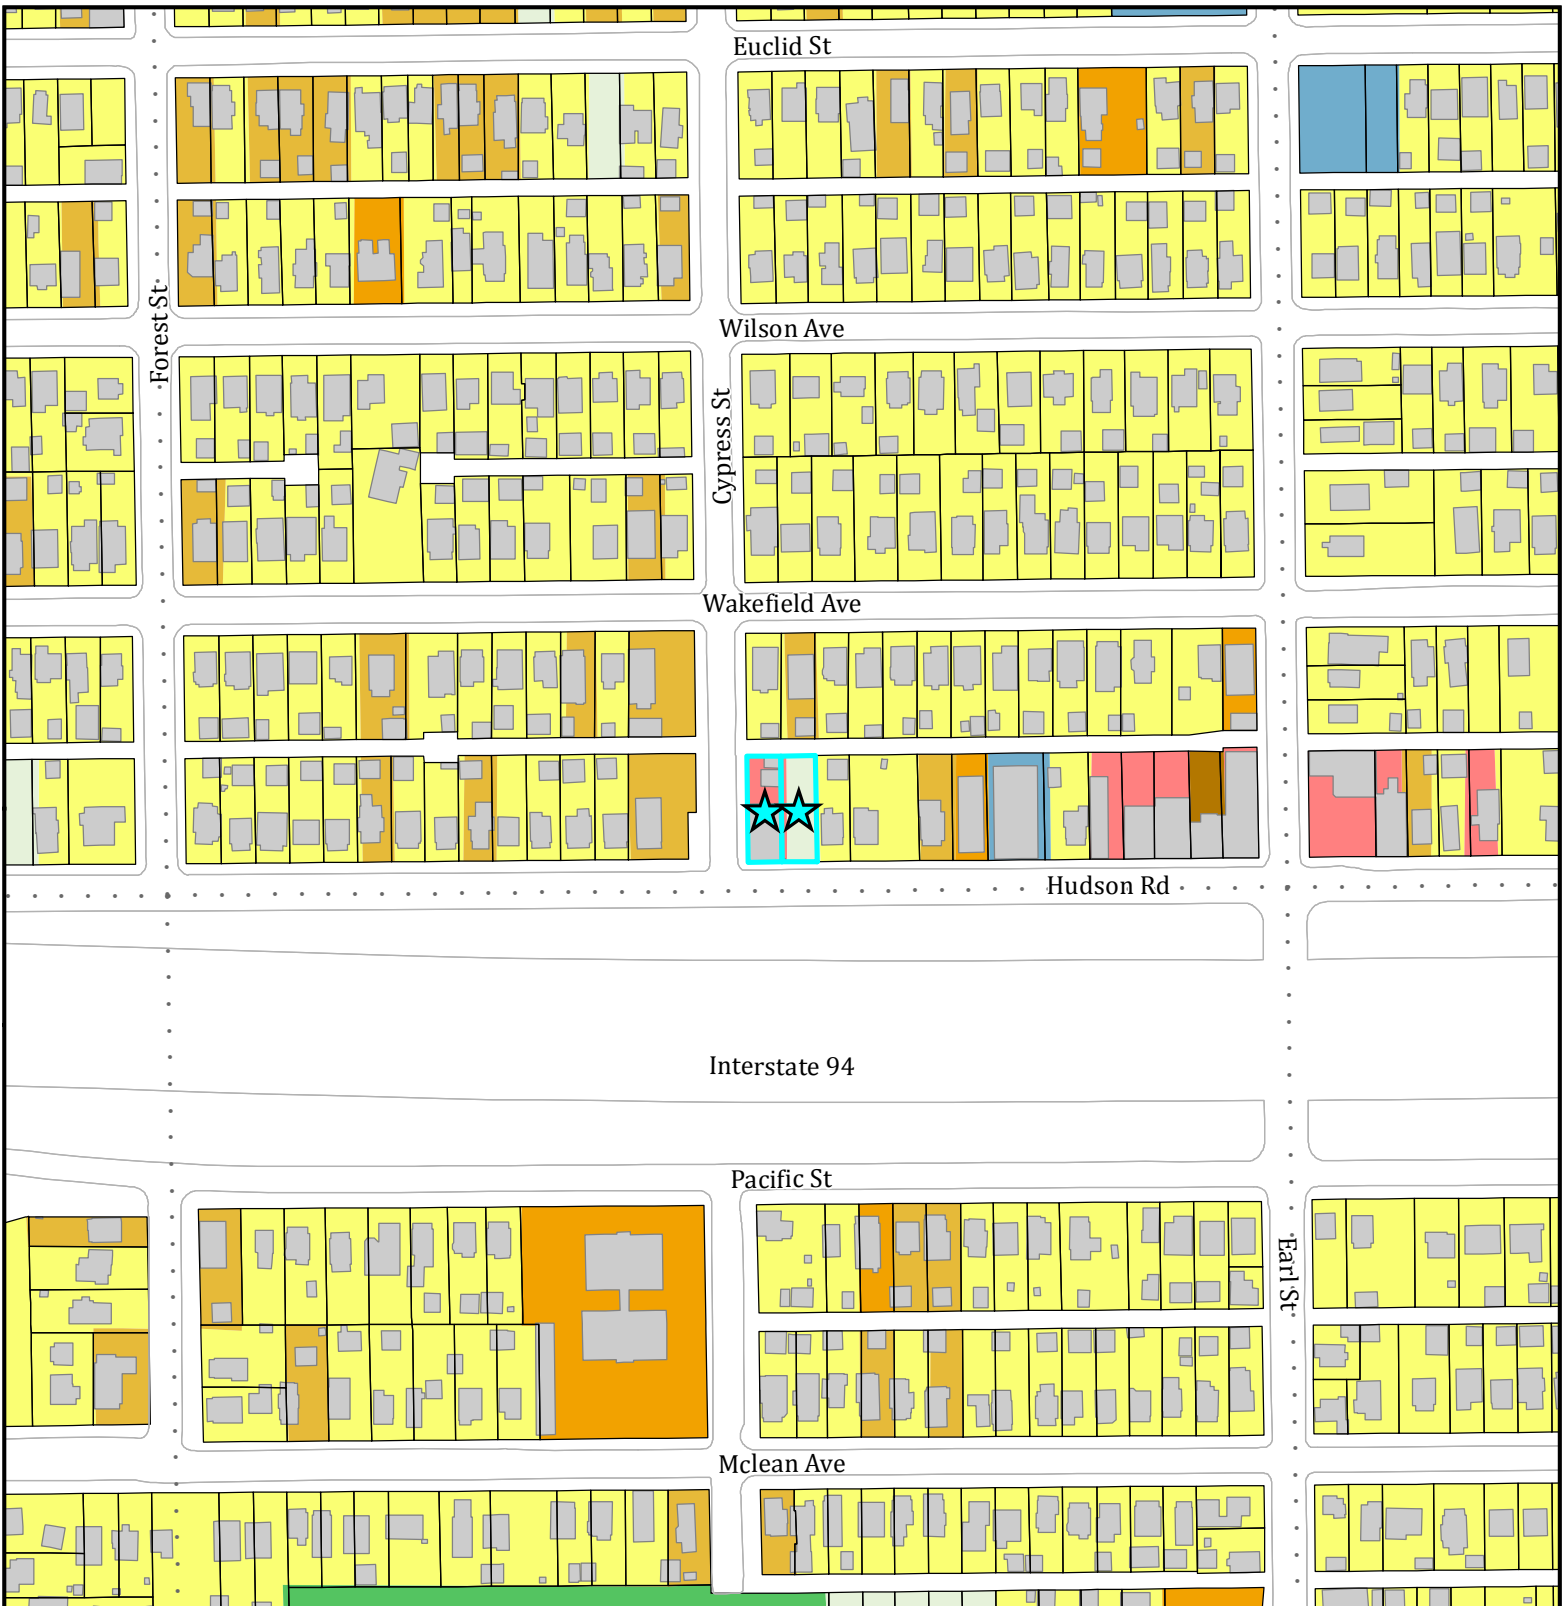 Euclid St
Forest St
Wilson Ave
Cypress St
Wakefield Ave
Hudson Rd
Interstate 94
Pacific St
Earl St
Mclean Ave